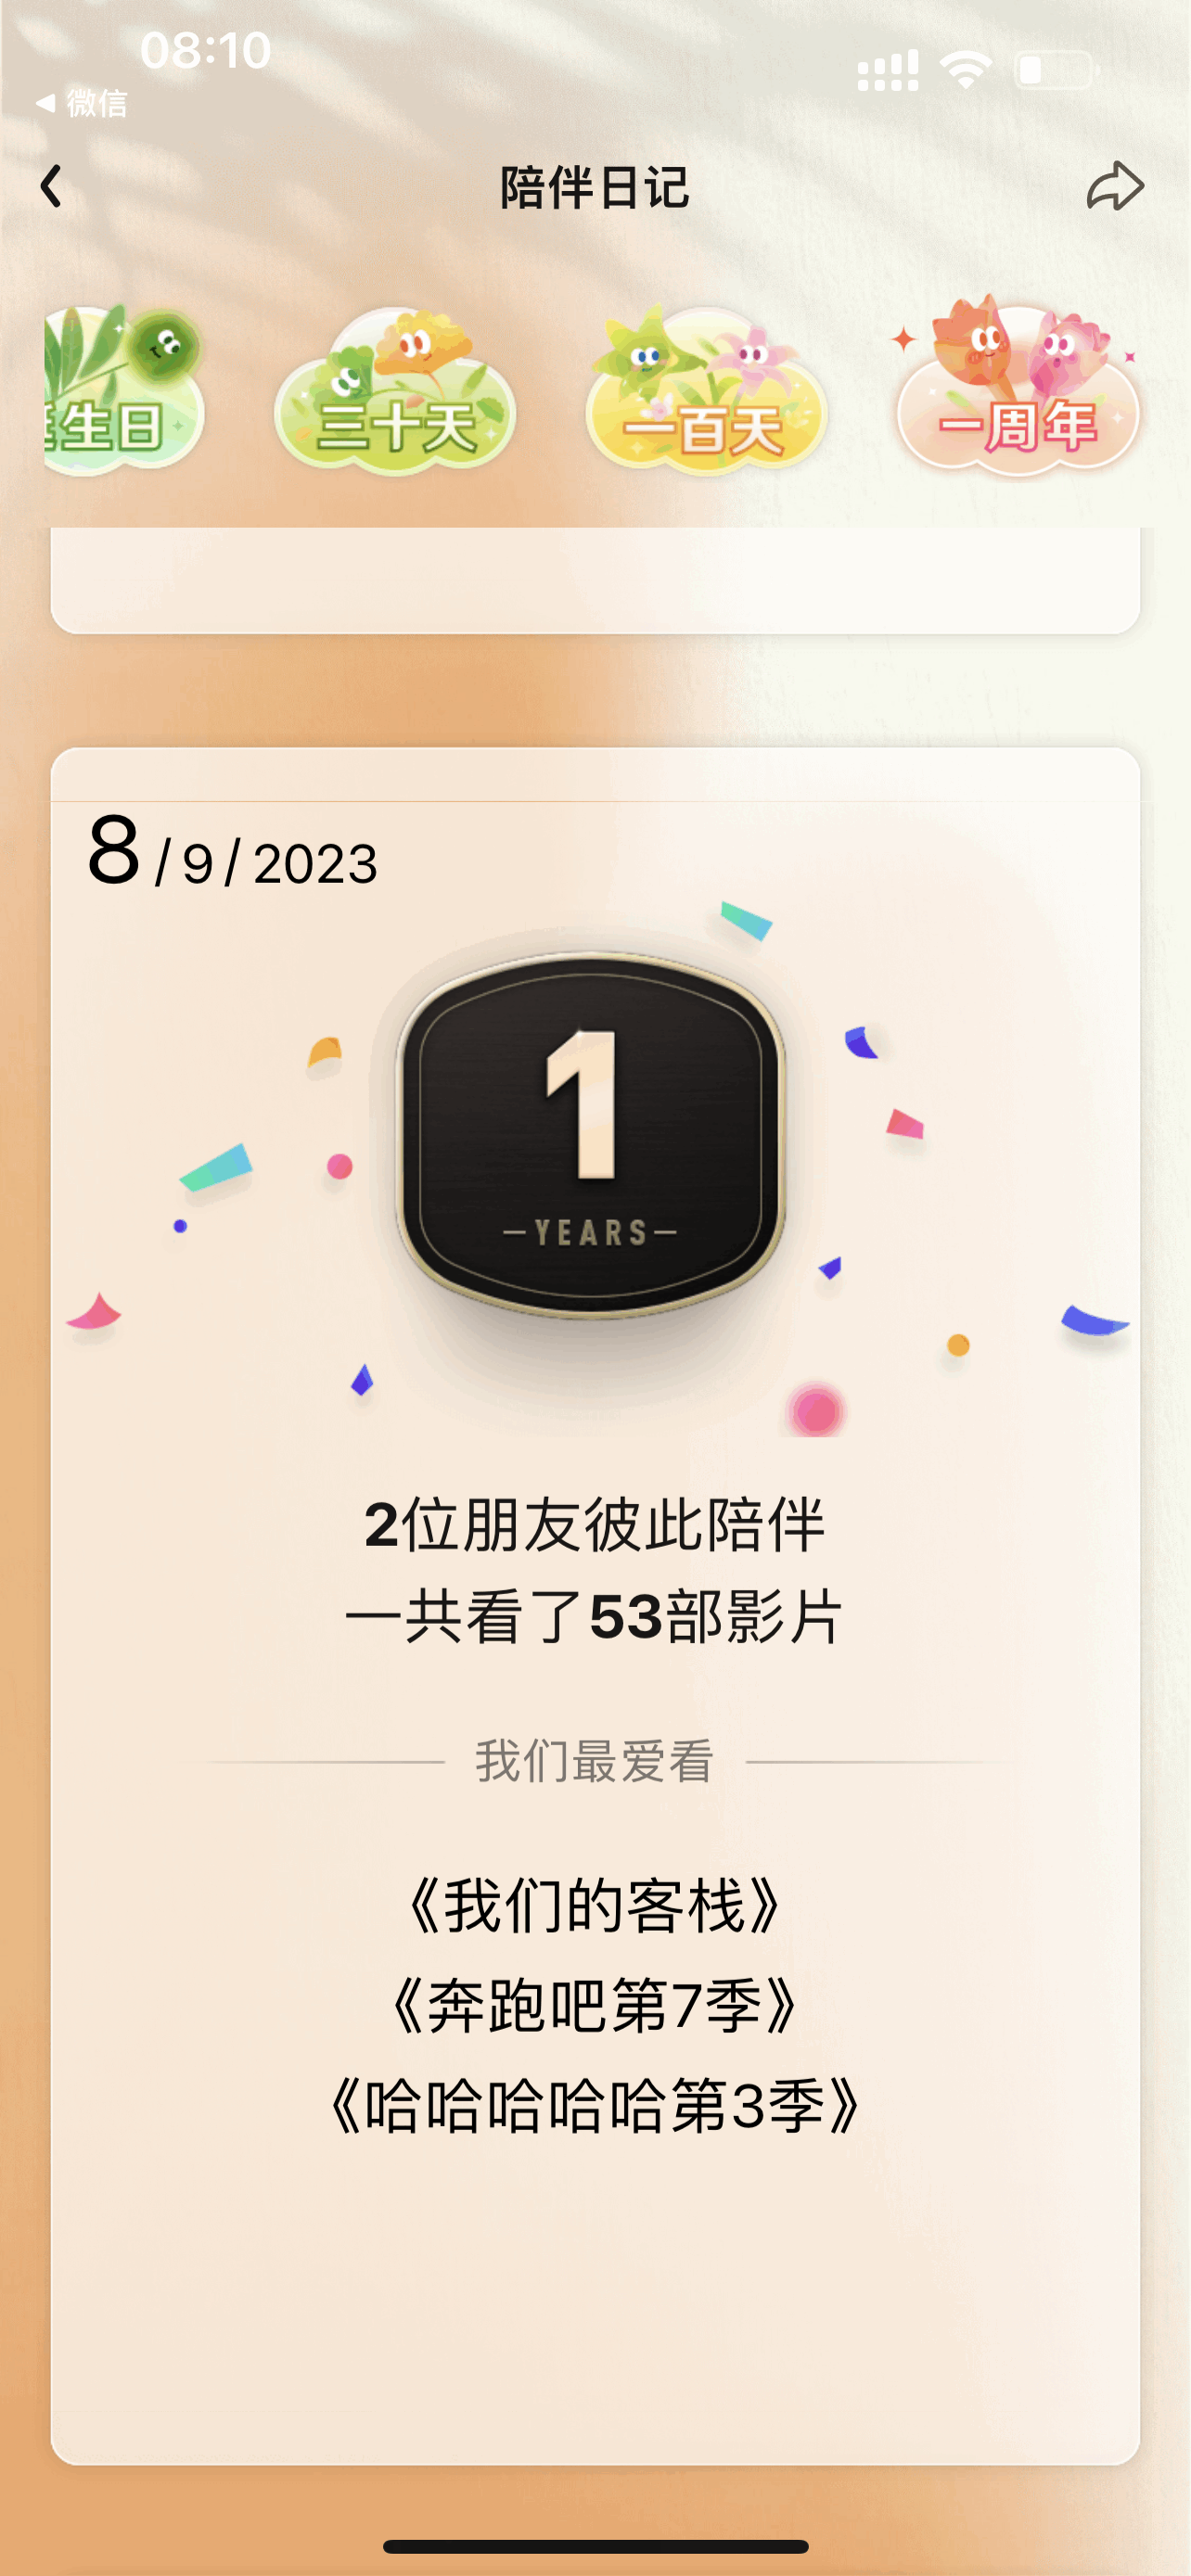 08:10
微信
陪伴日记
生日
三十天
一百天
一周年
8/9/2023
1
YEARS
2位朋友彼此陪伴
一共看了53部影片
我们最爱看
《我们的客栈》
《奔跑吧第7季》
《哈哈哈哈哈第3季》